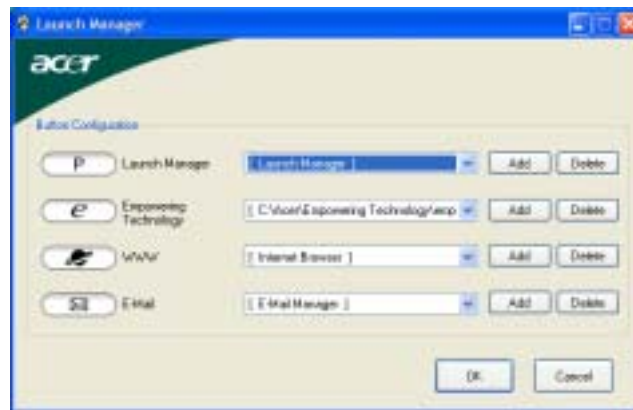 Launch Manager
acer
Button Configuration
P Launch Manager [ Launch Manager ] Add Delete
e Empowering Technology [ C:\Acer\Empowering Technology\enp Add Delete
WWW [ Internet Browser ] Add Delete
E-Mail [ E-Mail Manager ] Add Delete
OK Cancel